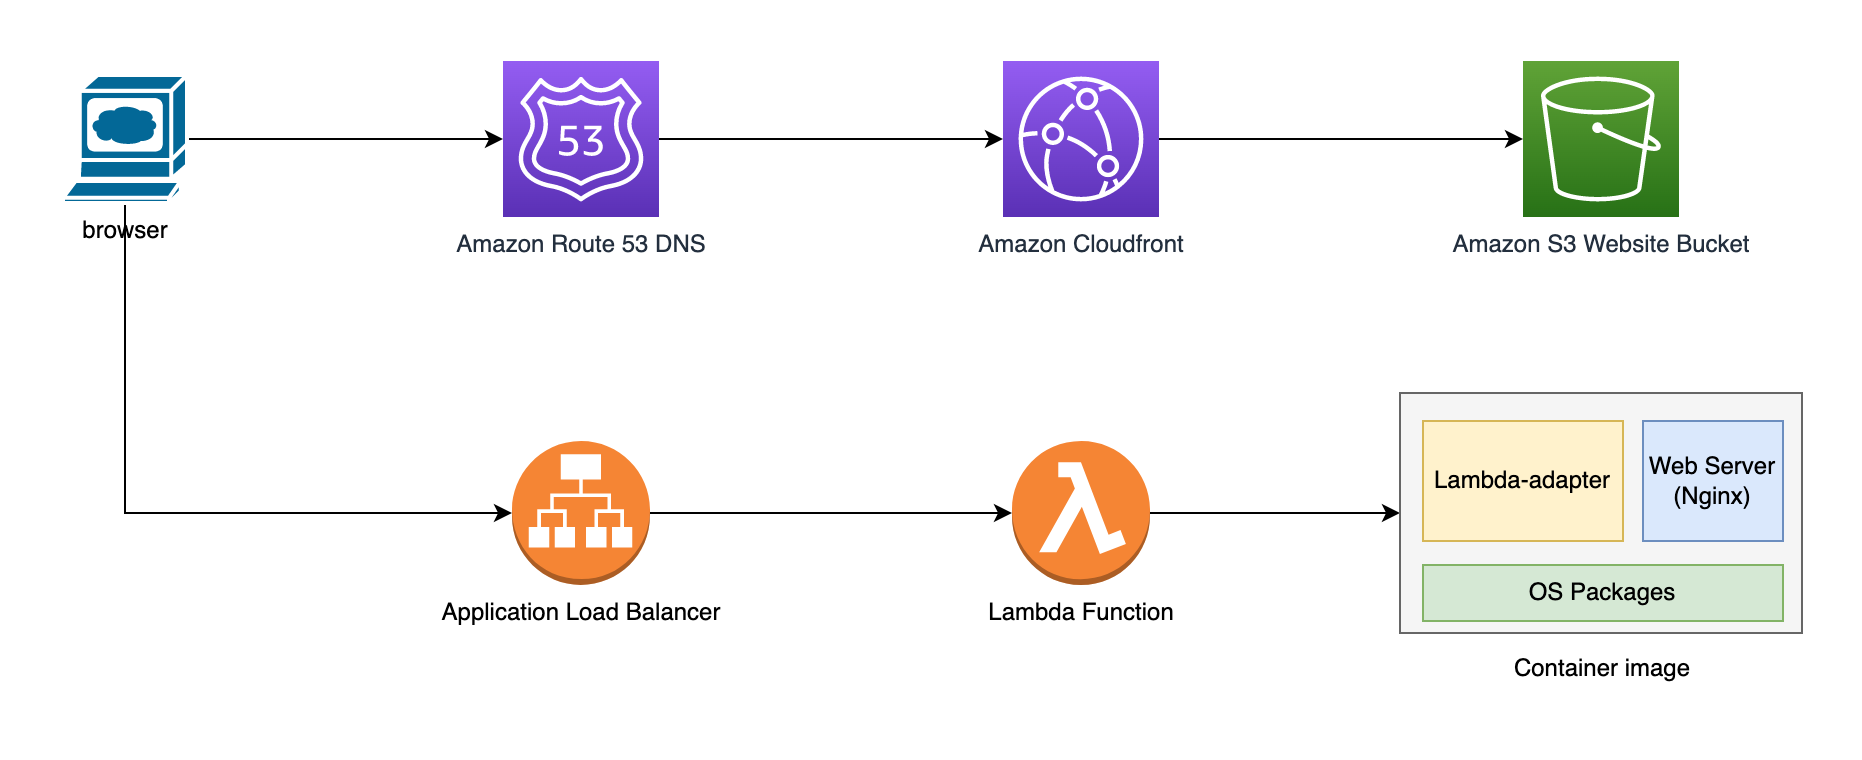 53
browser
Amazon Route 53 DNS
Amazon Cloudfront
Amazon S3 Website Bucket
Lambda-adapter
Web Server
(Nginx)
OS Packages
Application Load Balancer
Lambda Function
Container image